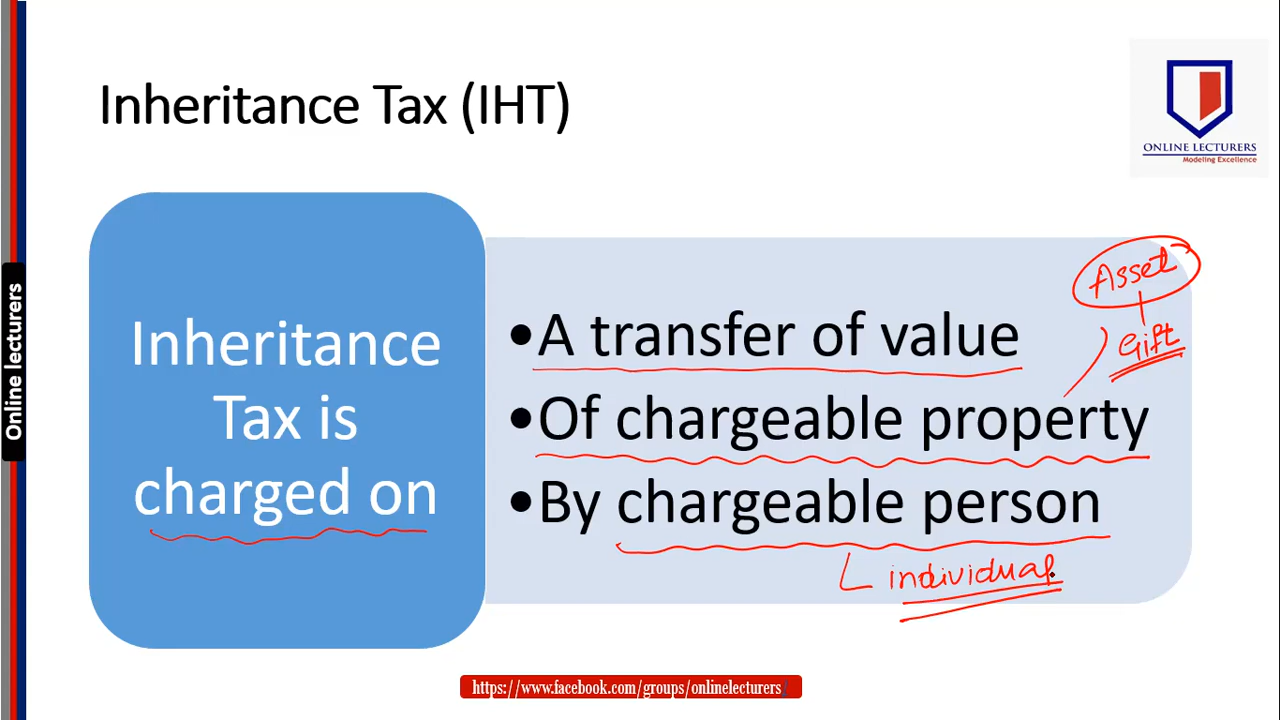 Inheritance Tax (IHT)
ONLINE LECTURERS
Modeling Excellence
Online lecturers
Inheritance
Tax is
charged on
•A transfer of value
•Of chargeable property
•By chargeable person
Asset
Gift
individual
https://www.facebook.com/groups/onlinelecturers/